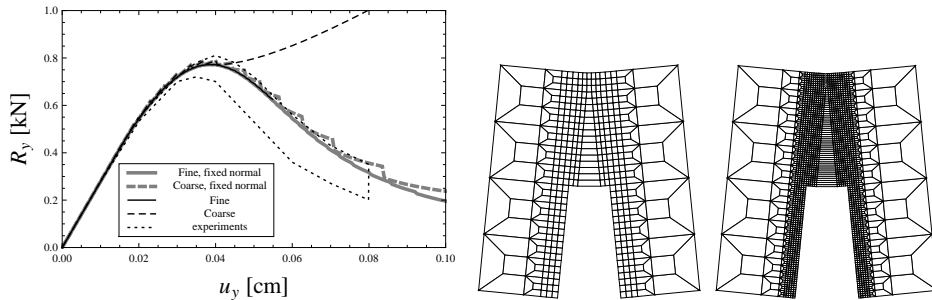 1.0
0.8
0.6
0.4
0.2
0.0
R_y [kN]
Fine, fixed normal
Coarse, fixed normal
Fine
Coarse
experiments
0.00 0.02 0.04 0.06 0.08 0.10
u_y [cm]